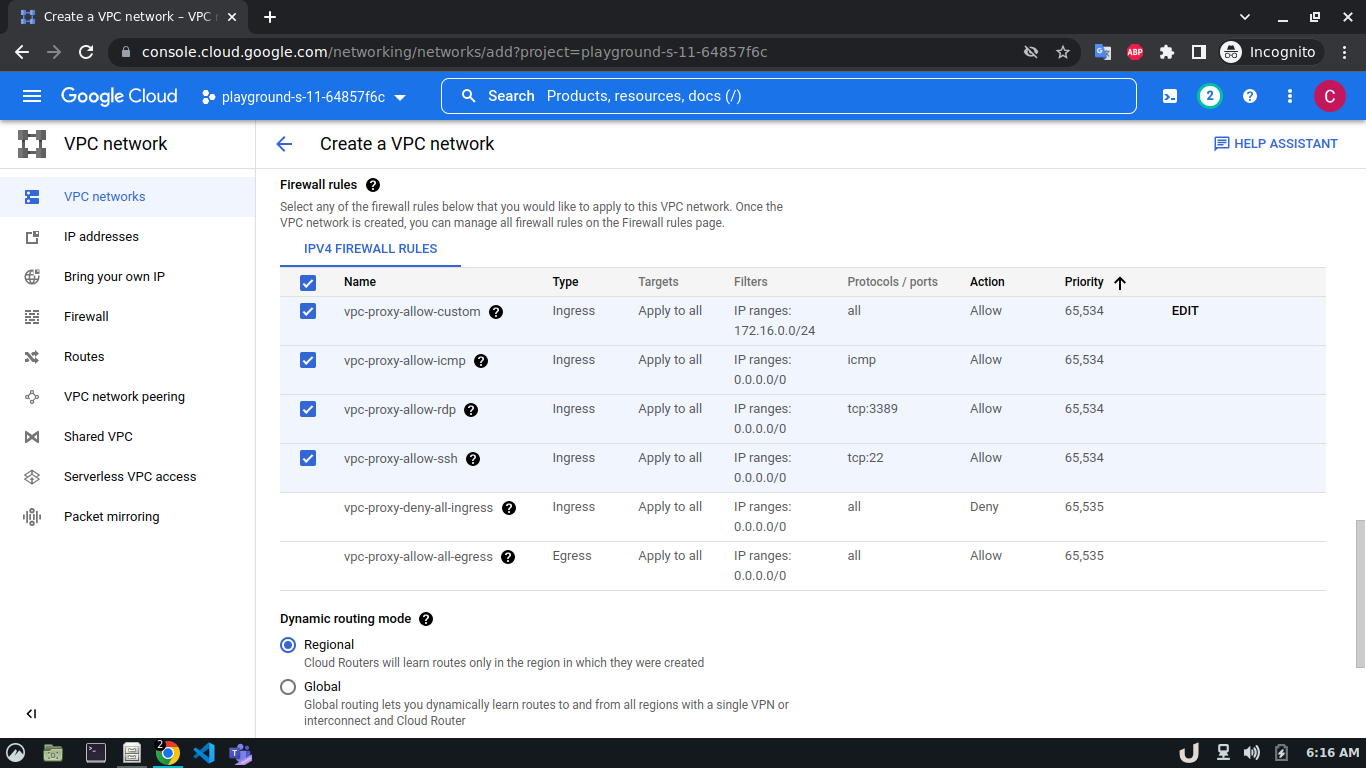 Create a VPC network – VPC n
console.cloud.google.com/networking/networks/add?project=playground-s-11-64857f6c
ABP
Incognito
Google Cloud
playground-s-11-64857f6c
Search Products, resources, docs (/)
2
C
VPC network
Create a VPC network
HELP ASSISTANT
VPC networks
IP addresses
Bring your own IP
Firewall
Routes
VPC network peering
Shared VPC
Serverless VPC access
Packet mirroring
Firewall rules
Select any of the firewall rules below that you would like to apply to this VPC network. Once the
VPC network is created, you can manage all firewall rules on the Firewall rules page.
IPV4 FIREWALL RULES
Name Type Targets Filters Protocols / ports Action Priority
vpc-proxy-allow-custom Ingress Apply to all IP ranges: all Allow 65,534 EDIT
172.16.0.0/24
vpc-proxy-allow-icmp Ingress Apply to all IP ranges: icmp Allow 65,534
0.0.0.0/0
vpc-proxy-allow-rdp Ingress Apply to all IP ranges: tcp:3389 Allow 65,534
0.0.0.0/0
vpc-proxy-allow-ssh Ingress Apply to all IP ranges: tcp:22 Allow 65,534
0.0.0.0/0
vpc-proxy-deny-all-ingress Ingress Apply to all IP ranges: all Deny 65,535
0.0.0.0/0
vpc-proxy-allow-all-egress Egress Apply to all IP ranges: all Allow 65,535
0.0.0.0/0
Dynamic routing mode
Regional
Cloud Routers will learn routes only in the region in which they were created
Global
Global routing lets you dynamically learn routes to and from all regions with a single VPN or
interconnect and Cloud Router
2
6:16 AM